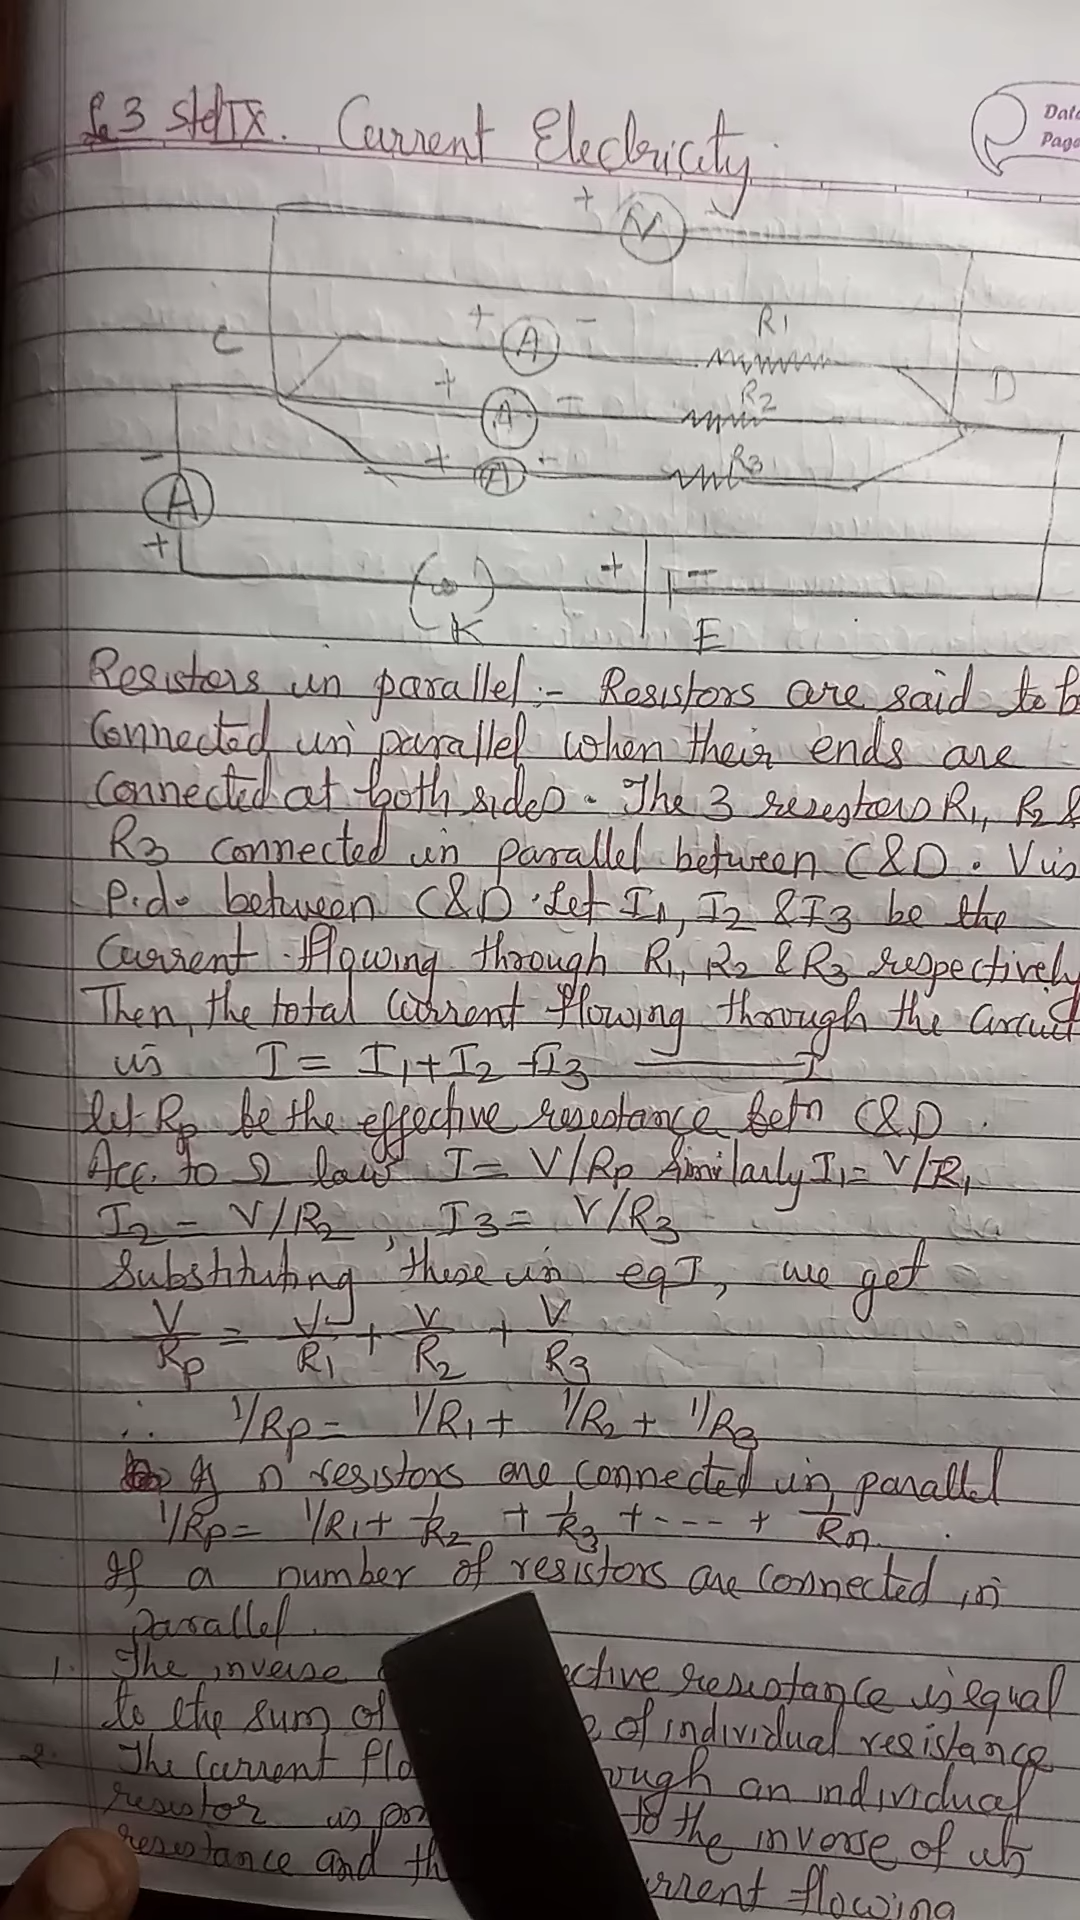 L3 Std IX. Current Electricity
Date
Page
+ V -
+ A - R1
C D
+ A - R2
+ A - R3
- A +
K + - E
Resistors in parallel :- Resistors are said to b
connected in parallel when their ends are
connected at both sides. The 3 resestors R1, R2 &
R3 connected in parallel between C&D. V is
P.d. between C&D. Let I1, I2 & I3 be the
Current flowing through R1, R2 & R3 respectively
Then, the total current flowing through the circuit
is I = I1 + I2 + I3 ——— I
let Rp be the effective resestance betn C&D.
Acc. to Ω law I = V/Rp Similarly I1 = V/R1
I2 = V/R2, I3 = V/R3
Substituting these in eq I, we get
V/Rp = V/R1 + V/R2 + V/R3
∴ 1/Rp = 1/R1 + 1/R2 + 1/R3
If n resistors are connected in parallel
1/Rp = 1/R1 + 1/R2 + 1/R3 + ---- + 1/Rn.
If a number of resistors are connected in
parallel.
1. The inverse ctive resistance is equal
to the sum of of individual resistance
2. The current flo ough an individual
resistor is to the inverse of its
resistance and th rrent flowing